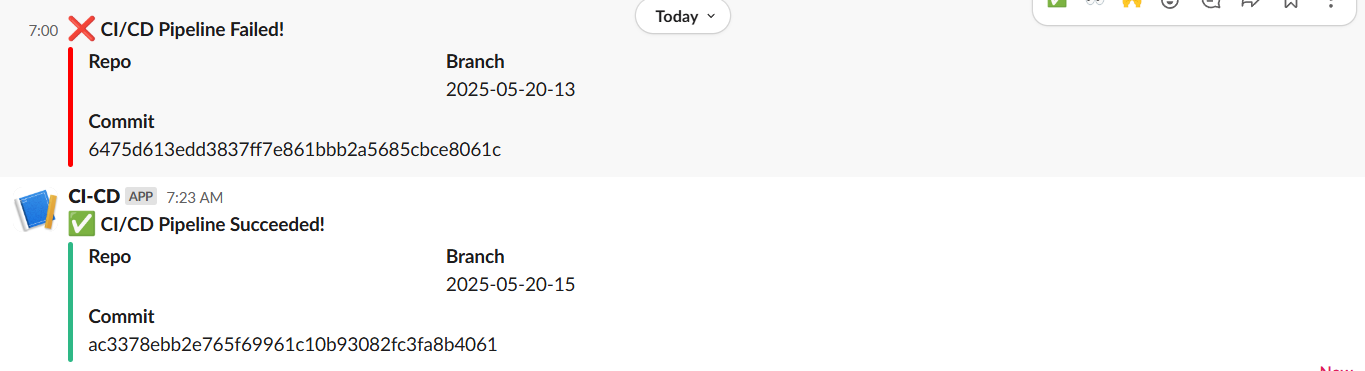 Today
7:00 CI/CD Pipeline Failed!
Repo Branch
2025-05-20-13
Commit
6475d613edd3837ff7e861bbb2a5685cbce8061c
CI-CD APP 7:23 AM
CI/CD Pipeline Succeeded!
Repo Branch
2025-05-20-15
Commit
ac3378ebb2e765f69961c10b93082fc3fa8b4061
New